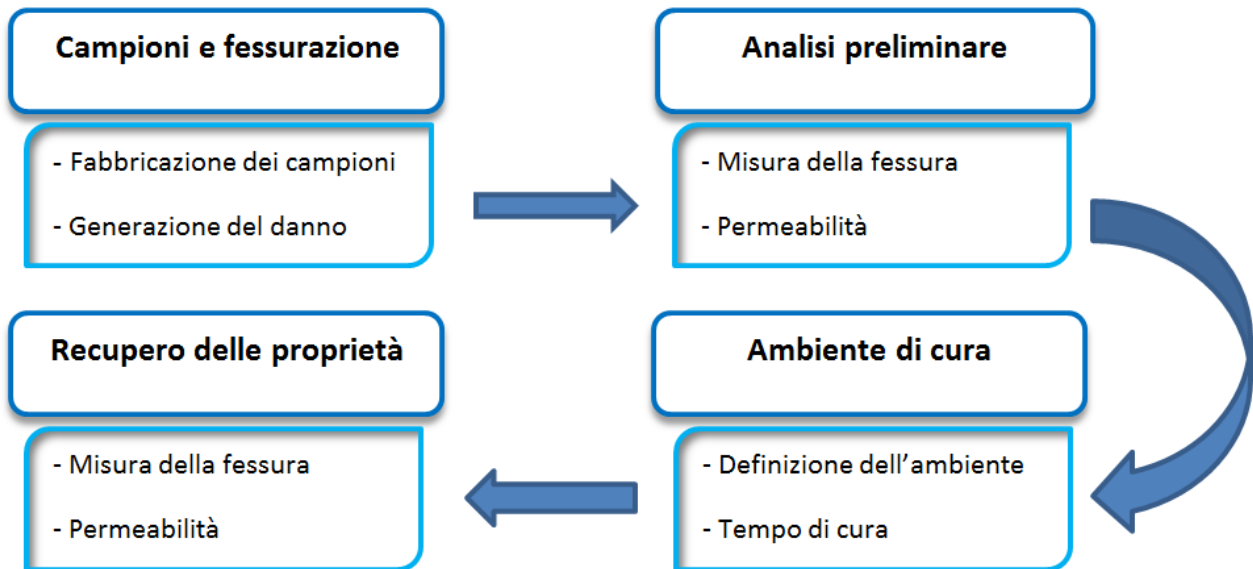 Campioni e fessurazione
- Fabbricazione dei campioni
- Generazione del danno
Analisi preliminare
- Misura della fessura
- Permeabilità
Ambiente di cura
- Definizione dell’ambiente
- Tempo di cura
Recupero delle proprietà
- Misura della fessura
- Permeabilità